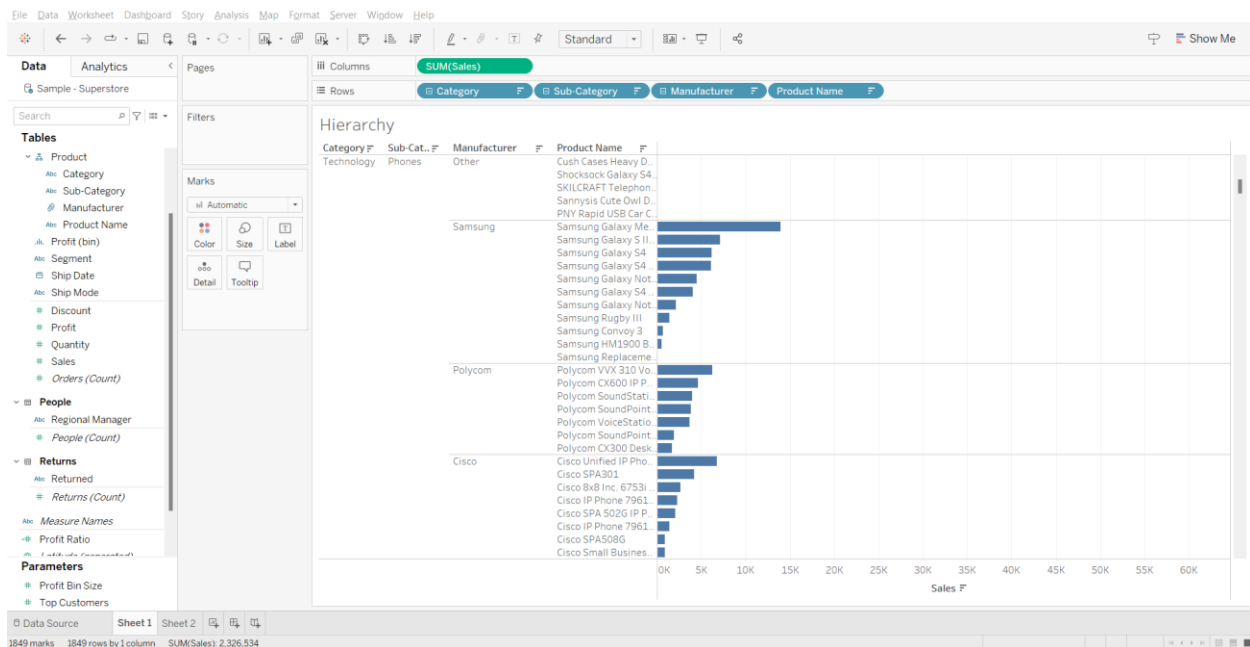 File Data Worksheet Dashboard Story Analysis Map Format Server Window Help
Standard
Show Me
Data Analytics
Sample - Superstore
Search
Tables
Product
Abc Category
Abc Sub-Category
Manufacturer
Abc Product Name
Profit (bin)
Abc Segment
Ship Date
Abc Ship Mode
# Discount
# Profit
# Quantity
# Sales
# Orders (Count)
People
Abc Regional Manager
# People (Count)
Returns
Abc Returned
# Returns (Count)
Abc Measure Names
Profit Ratio
Parameters
# Profit Bin Size
# Top Customers
Pages
Filters
Marks
Automatic
Color Size Label
Detail Tooltip
Columns SUM(Sales)
Rows Category Sub-Category Manufacturer Product Name
Hierarchy
Category Sub-Cat.. Manufacturer Product Name
Technology Phones Other Cush Cases Heavy D..
Shocksock Galaxy S4..
SKILCRAFT Telephon..
Sannysis Cute Owl D..
PNY Rapid USB Car C..
Samsung Samsung Galaxy Me..
Samsung Galaxy S II..
Samsung Galaxy S4
Samsung Galaxy S4 ..
Samsung Galaxy Not..
Samsung Galaxy S4 ..
Samsung Galaxy Not..
Samsung Rugby III
Samsung Convoy 3
Samsung HM1900 B..
Samsung Replaceme..
Polycom Polycom VVX 310 Vo..
Polycom CX600 IP P..
Polycom SoundStati..
Polycom SoundPoint..
Polycom VoiceStatio..
Polycom SoundPoint..
Polycom CX300 Desk..
Cisco Cisco Unified IP Pho..
Cisco SPA301
Cisco 8x8 Inc. 6753i ..
Cisco IP Phone 7961..
Cisco SPA 502G IP P..
Cisco IP Phone 7961..
Cisco SPA508G
Cisco Small Busines..
0K 5K 10K 15K 20K 25K 30K 35K 40K 45K 50K 55K 60K
Sales
Data Source Sheet 1 Sheet 2
1849 marks 1849 rows by 1 column SUM(Sales): 2.326.534